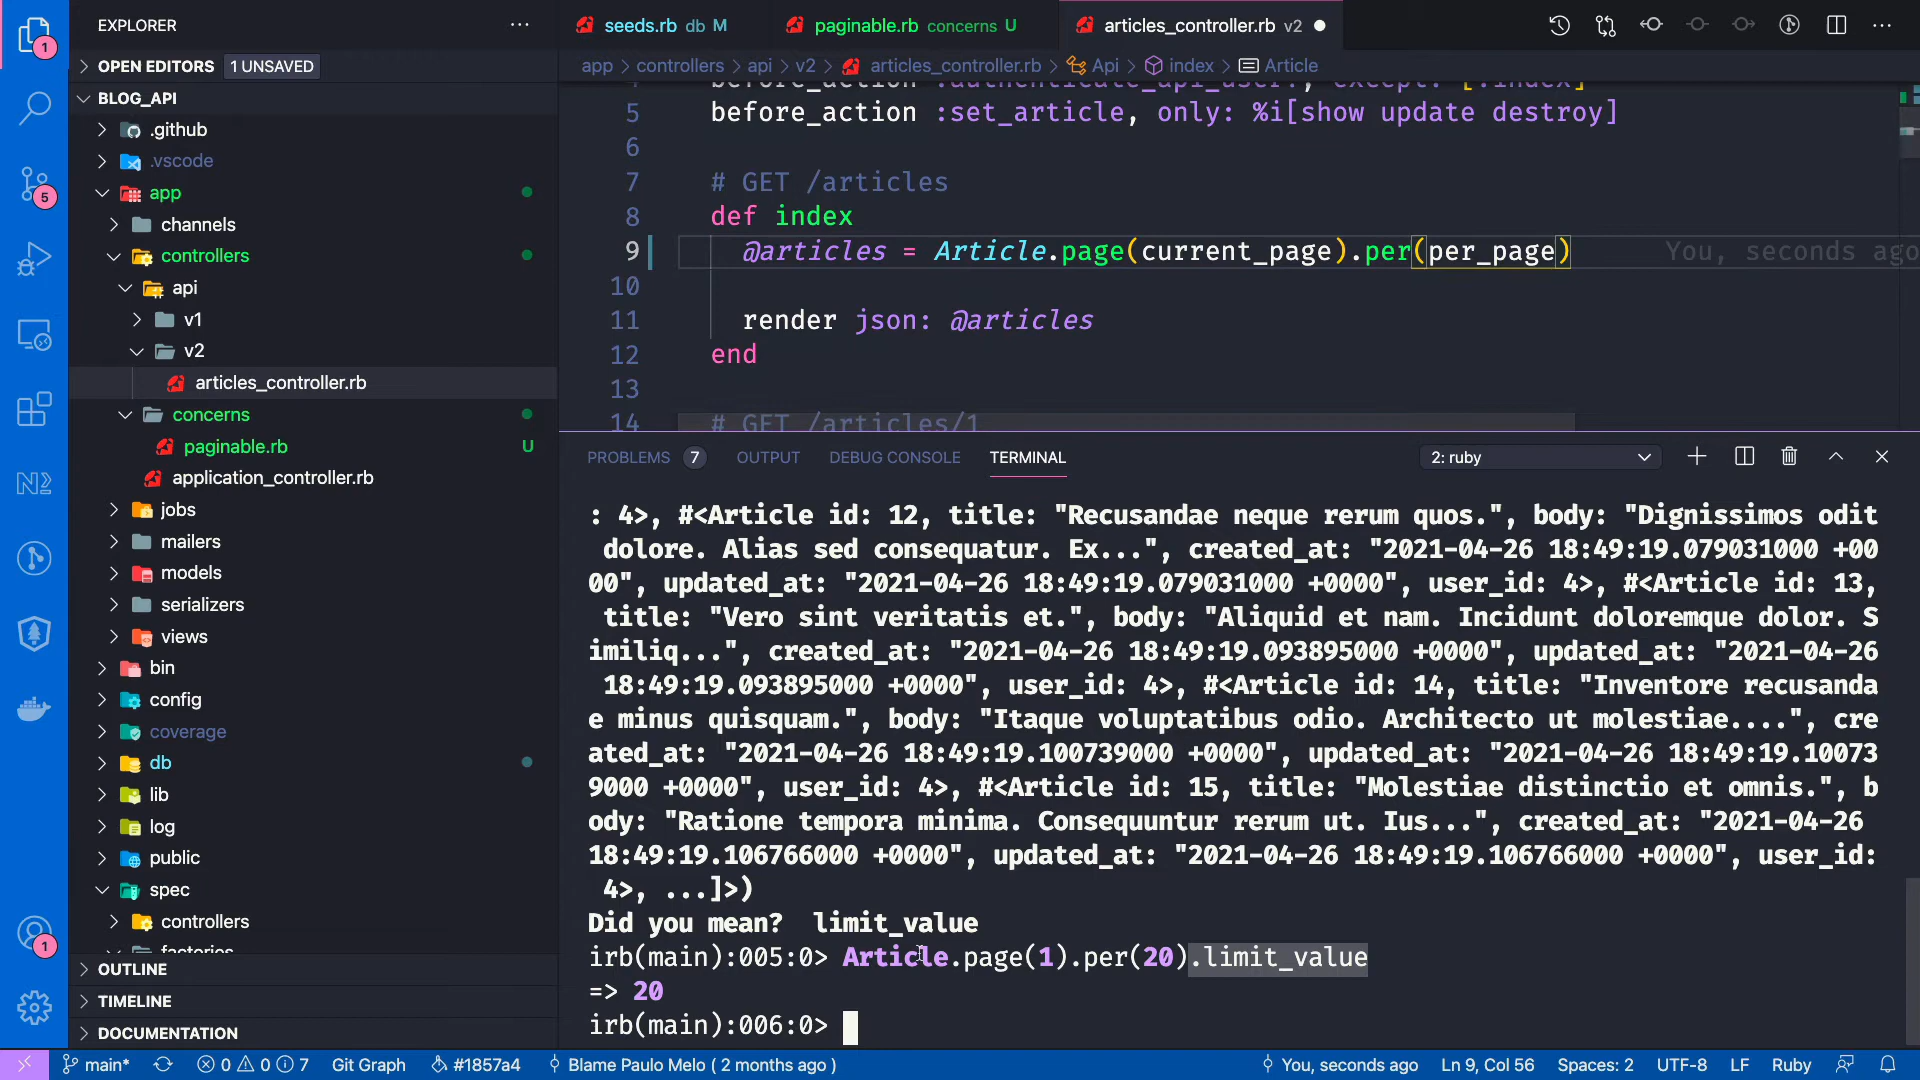 EXPLORER
OPEN EDITORS 1 UNSAVED
BLOG_API
.github
.vscode
app
channels
controllers
api
v1
v2
articles_controller.rb
concerns
paginable.rb U
application_controller.rb
jobs
mailers
models
serializers
views
bin
config
coverage
db
lib
log
public
spec
controllers
factories
OUTLINE
TIMELINE
DOCUMENTATION
1
5
1
seeds.rb db M
paginable.rb concerns U
articles_controller.rb v2
app > controllers > api > v2 > articles_controller.rb > Api > index > Article
before_action :authenticate_api_user!, except: [:index]
5 before_action :set_article, only: %i[show update destroy]
6
7 # GET /articles
8 def index
9 @articles = Article.page(current_page).per(per_page) You, seconds ago
10
11 render json: @articles
12 end
13
14 # GET /articles/1
PROBLEMS 7 OUTPUT DEBUG CONSOLE TERMINAL 2: ruby
: 4>, #<Article id: 12, title: "Recusandae neque rerum quos.", body: "Dignissimos odit
dolore. Alias sed consequatur. Ex...", created_at: "2021-04-26 18:49:19.079031000 +00
00", updated_at: "2021-04-26 18:49:19.079031000 +0000", user_id: 4>, #<Article id: 13,
title: "Vero sint veritatis et.", body: "Aliquid et nam. Incidunt doloremque dolor. S
imiliq...", created_at: "2021-04-26 18:49:19.093895000 +0000", updated_at: "2021-04-26
18:49:19.093895000 +0000", user_id: 4>, #<Article id: 14, title: "Inventore recusanda
e minus quisquam.", body: "Itaque voluptatibus odio. Architecto ut molestiae....", cre
ated_at: "2021-04-26 18:49:19.100739000 +0000", updated_at: "2021-04-26 18:49:19.10073
9000 +0000", user_id: 4>, #<Article id: 15, title: "Molestiae distinctio et omnis.", b
ody: "Ratione tempora minima. Consequuntur rerum ut. Ius...", created_at: "2021-04-26
18:49:19.106766000 +0000", updated_at: "2021-04-26 18:49:19.106766000 +0000", user_id:
4>, ...]>)
Did you mean? limit_value
irb(main):005:0> Article.page(1).per(20).limit_value
=> 20
irb(main):006:0>
main* 0 0 7 Git Graph #1857a4 Blame Paulo Melo ( 2 months ago ) You, seconds ago Ln 9, Col 56 Spaces: 2 UTF-8 LF Ruby